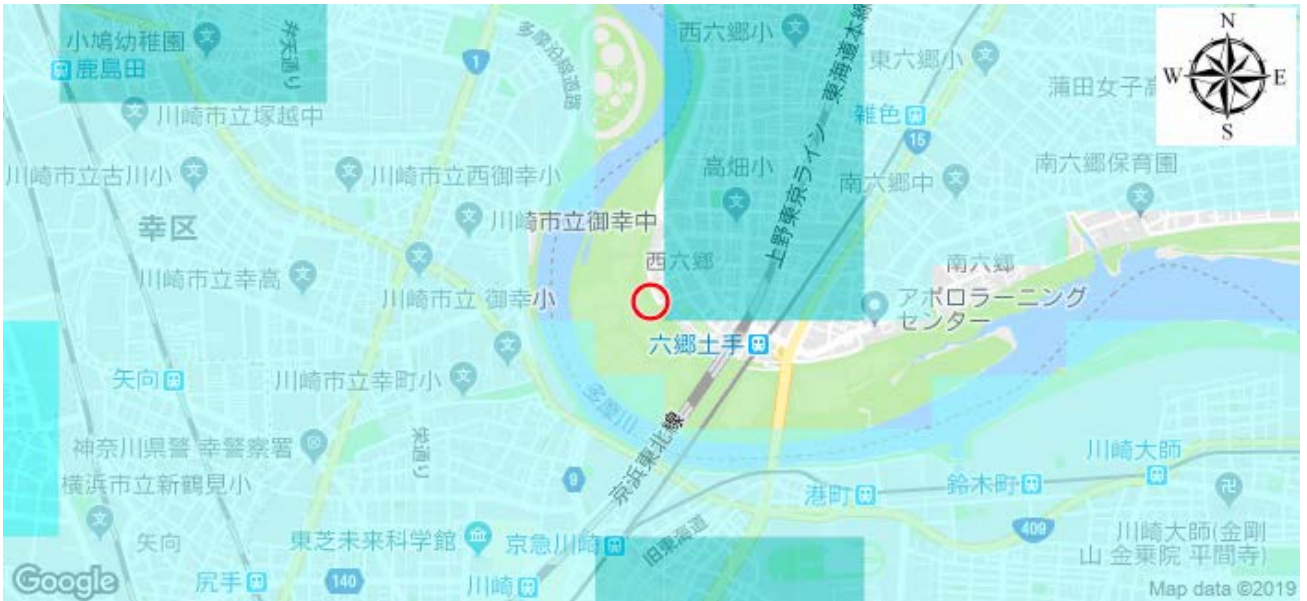 小鳩幼稚園
鹿島田
弁天通り
1
多摩沿線道路
西六郷小
上野東京ライン 東海道本線
東六郷小
蒲田女子高
N
W
E
S
川崎市立塚越中
雑色
15
川崎市立古川小
川崎市立西御幸小
高畑小
南六郷中
南六郷保育園
幸区
川崎市立御幸中
西六郷
南六郷
川崎市立幸高
川崎市立 御幸小
アポロラーニング
センター
六郷土手
矢向
川崎市立幸町小
多摩川
神奈川県警 幸警察署
栄通り
京浜東北線
川崎大師
横浜市立新鶴見小
9
港町
鈴木町
矢向
東芝未来科学館
京急川崎
旧東海道
409
川崎大師(金剛
山 金乗院 平間寺)
Google
尻手
140
川崎
Map data ©2019